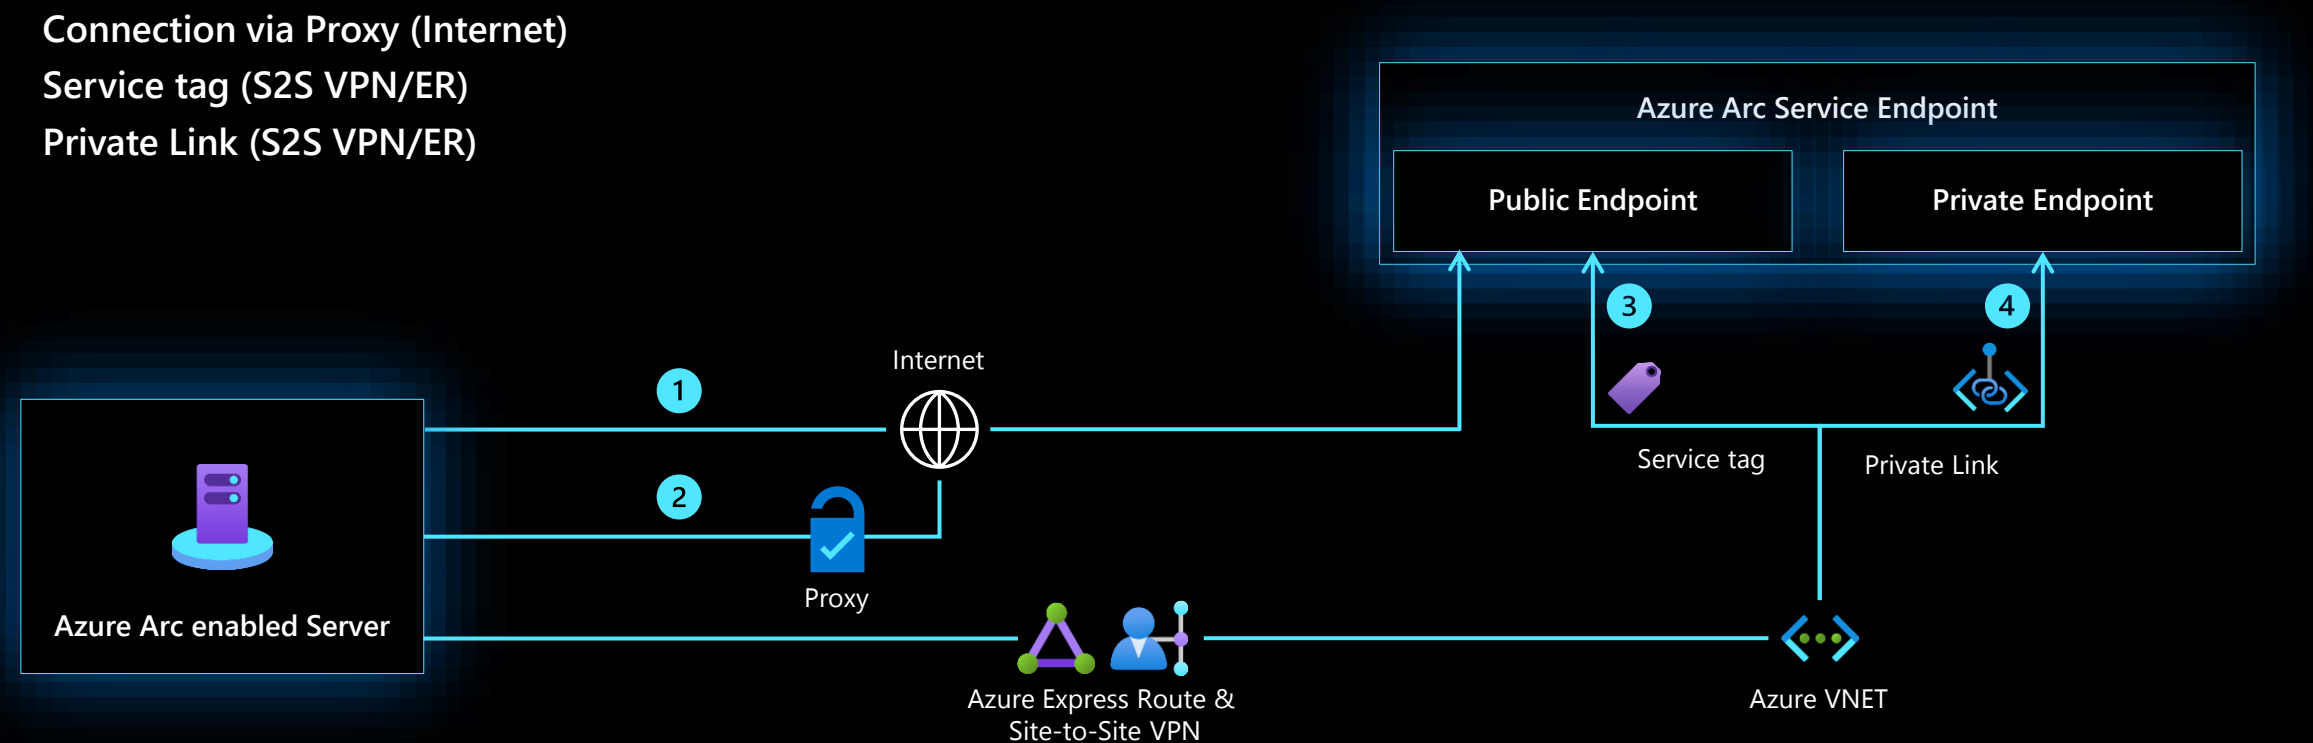 Connection via Proxy (Internet)
Service tag (S2S VPN/ER)
Private Link (S2S VPN/ER)
Azure Arc Service Endpoint
Public Endpoint
Private Endpoint
3
4
Internet
1
2
Service tag
Private Link
Proxy
Azure Arc enabled Server
Azure Express Route &
Site-to-Site VPN
Azure VNET